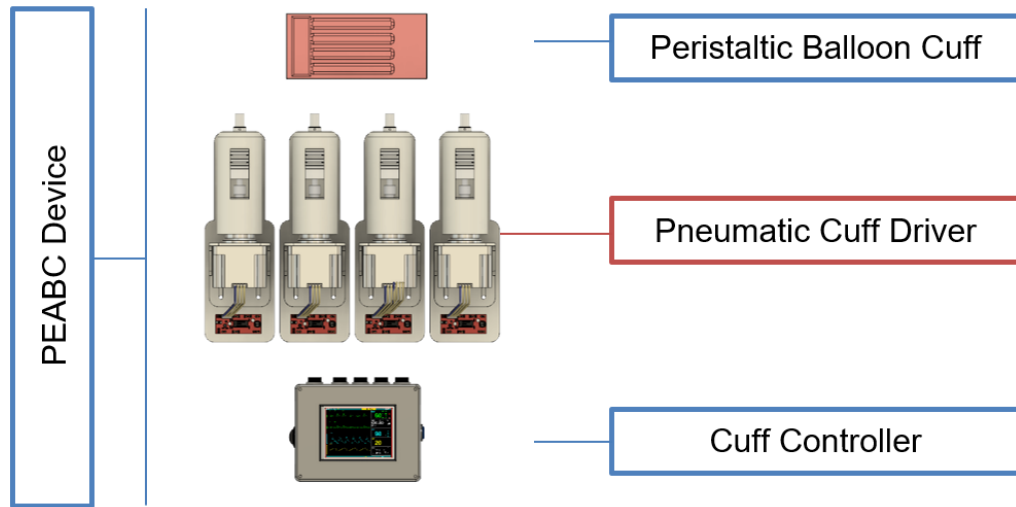 PEABC Device
Peristaltic Balloon Cuff
Pneumatic Cuff Driver
Cuff Controller